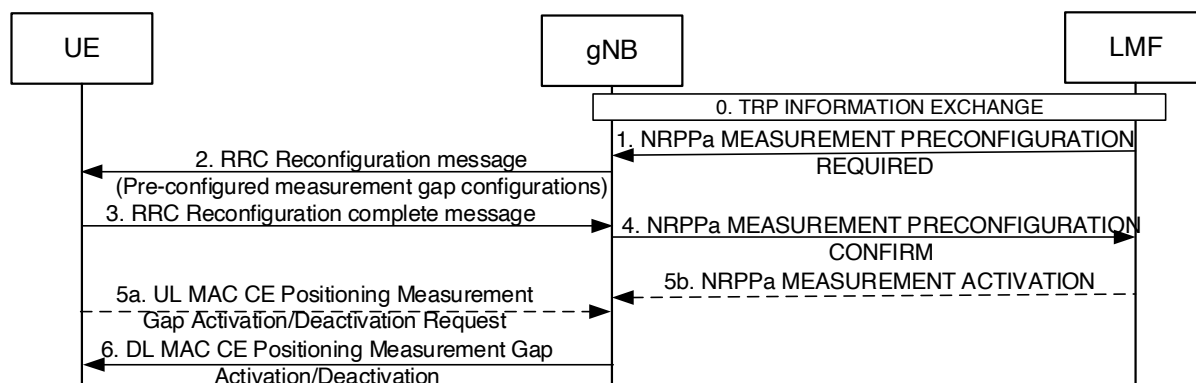 UE
gNB
LMF
0. TRP INFORMATION EXCHANGE
1. NRPPa MEASUREMENT PRECONFIGURATION
REQUIRED
2. RRC Reconfiguration message
(Pre-configured measurement gap configurations)
3. RRC Reconfiguration complete message
4. NRPPa MEASUREMENT PRECONFIGURATION
CONFIRM
5a. UL MAC CE Positioning Measurement
Gap Activation/Deactivation Request
5b. NRPPa MEASUREMENT ACTIVATION
6. DL MAC CE Positioning Measurement Gap
Activation/Deactivation